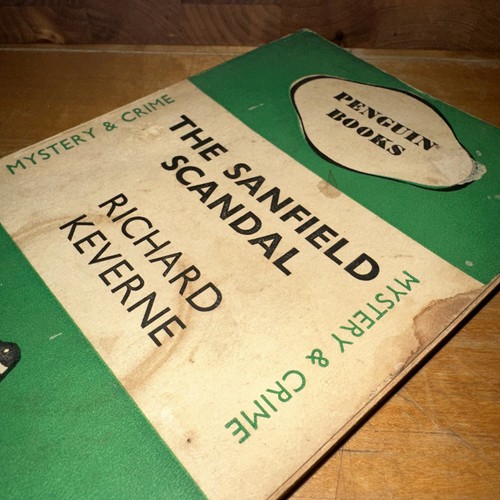 PENGUIN
BOOKS
MYSTERY & CRIME
THE SANFIELD
SCANDAL
RICHARD
KEVERNE
MYSTERY & CRIME